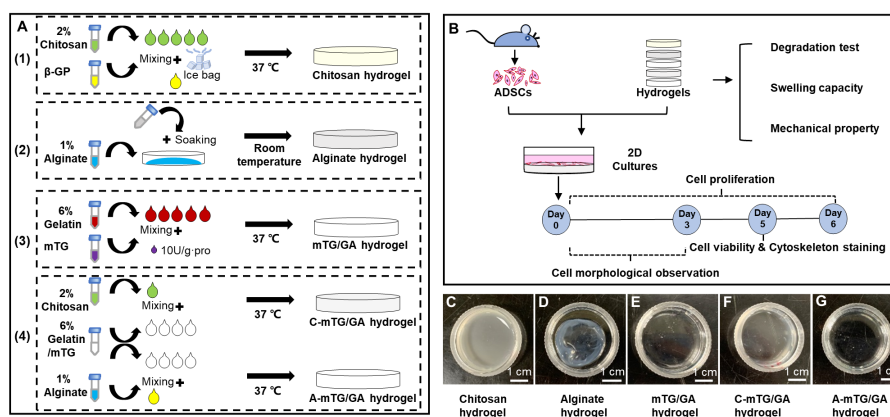 A
(1)
2%
Chitosan
β-GP
Mixing+
Ice bag
37 ℃
Chitosan hydrogel
(2)
1%
Alginate
+ Soaking
Room
temperature
Alginate hydrogel
(3)
6%
Gelatin
mTG
Mixing+
10U/g·pro
37 ℃
mTG/GA hydrogel
(4)
2%
Chitosan
Mixing+
37 ℃
C-mTG/GA hydrogel
6%
Gelatin
/mTG
1%
Alginate
Mixing+
37 ℃
A-mTG/GA hydrogel
B
ADSCs
Hydrogels
Degradation test
Swelling capacity
Mechanical property
2D
Cultures
Cell proliferation
Day
0
Day
3
Day
5
Day
6
Cell viability & Cytoskeleton staining
Cell morphological observation
C
1 cm
Chitosan
hydrogel
D
1 cm
Alginate
hydrogel
E
1 cm
mTG/GA
hydrogel
F
1 cm
C-mTG/GA
hydrogel
G
1 cm
A-mTG/GA
hydrogel